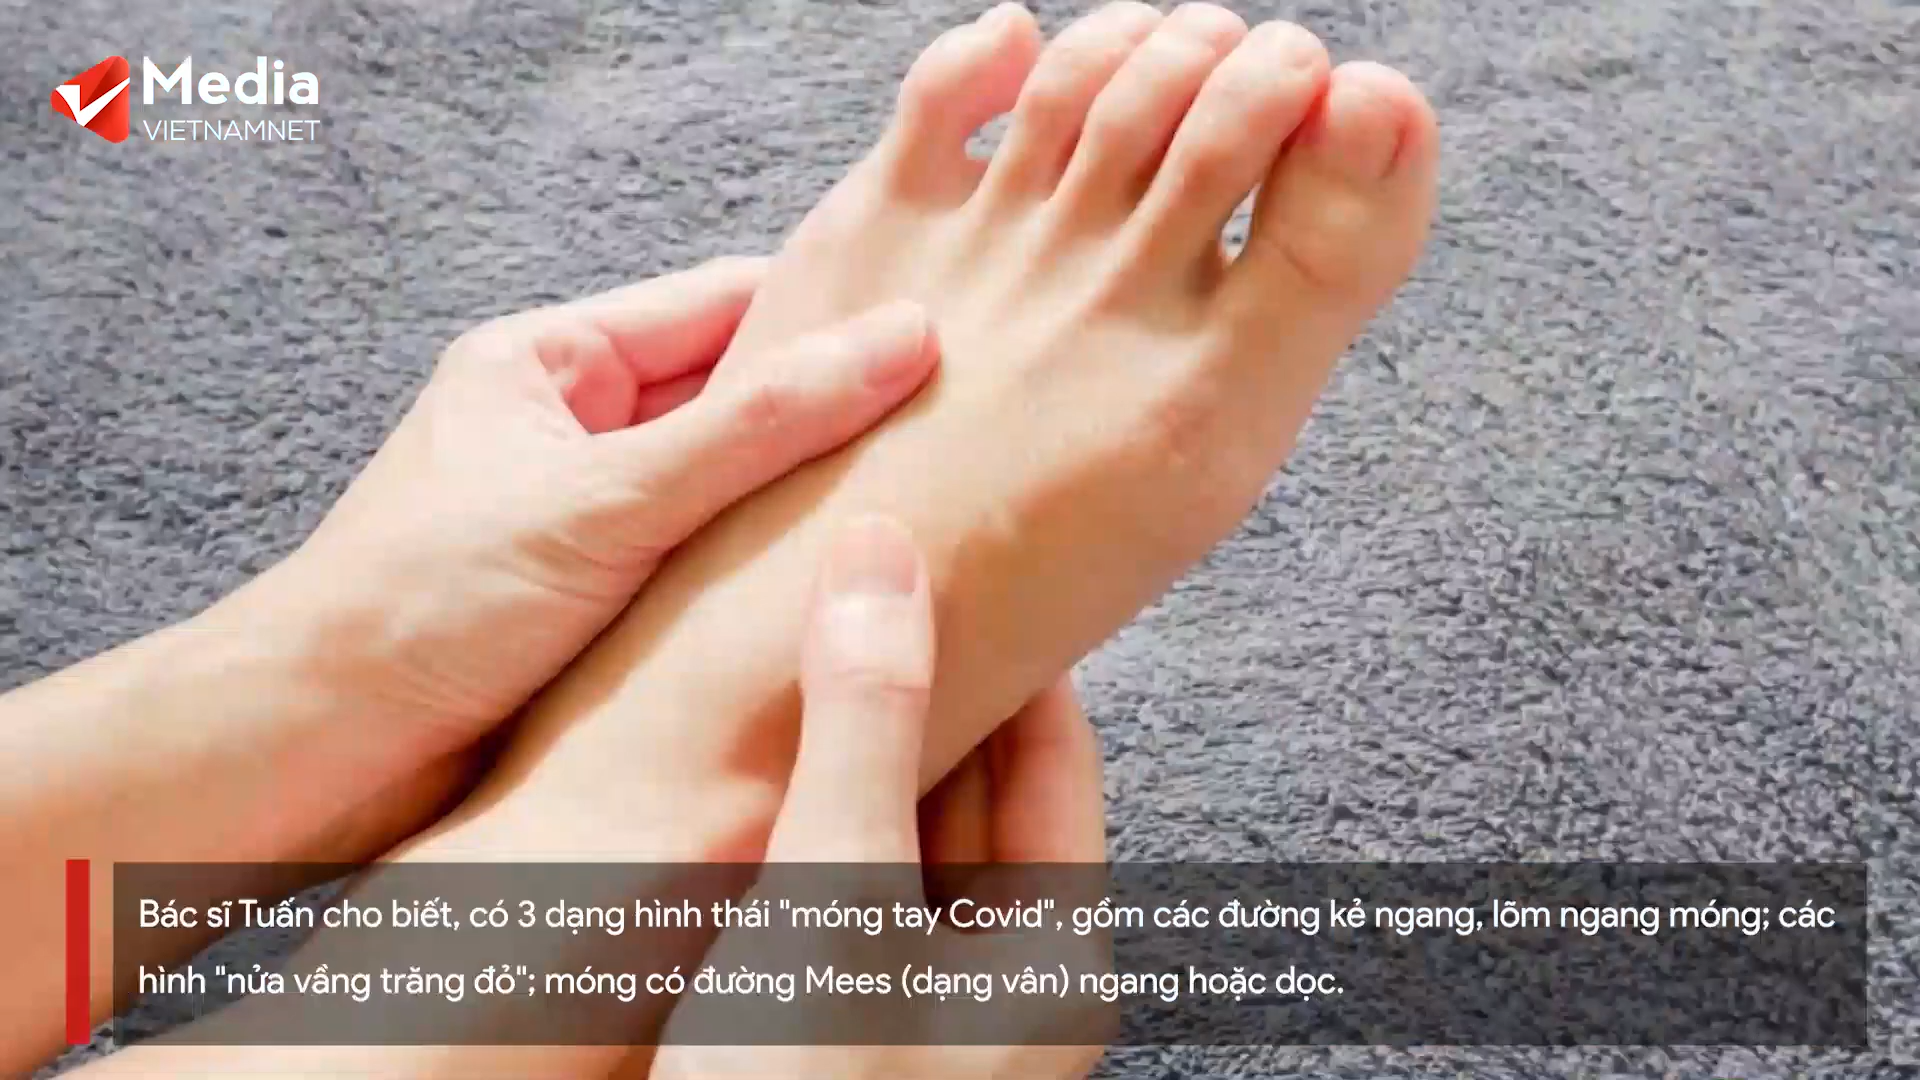 Media
VIETNAMNET
Bác sĩ Tuấn cho biết, có 3 dạng hình thái "móng tay Covid", gồm các đường kẻ ngang, lõm ngang móng; các
hình "nửa vầng trăng đỏ"; móng có đường Mees (dạng vân) ngang hoặc dọc.